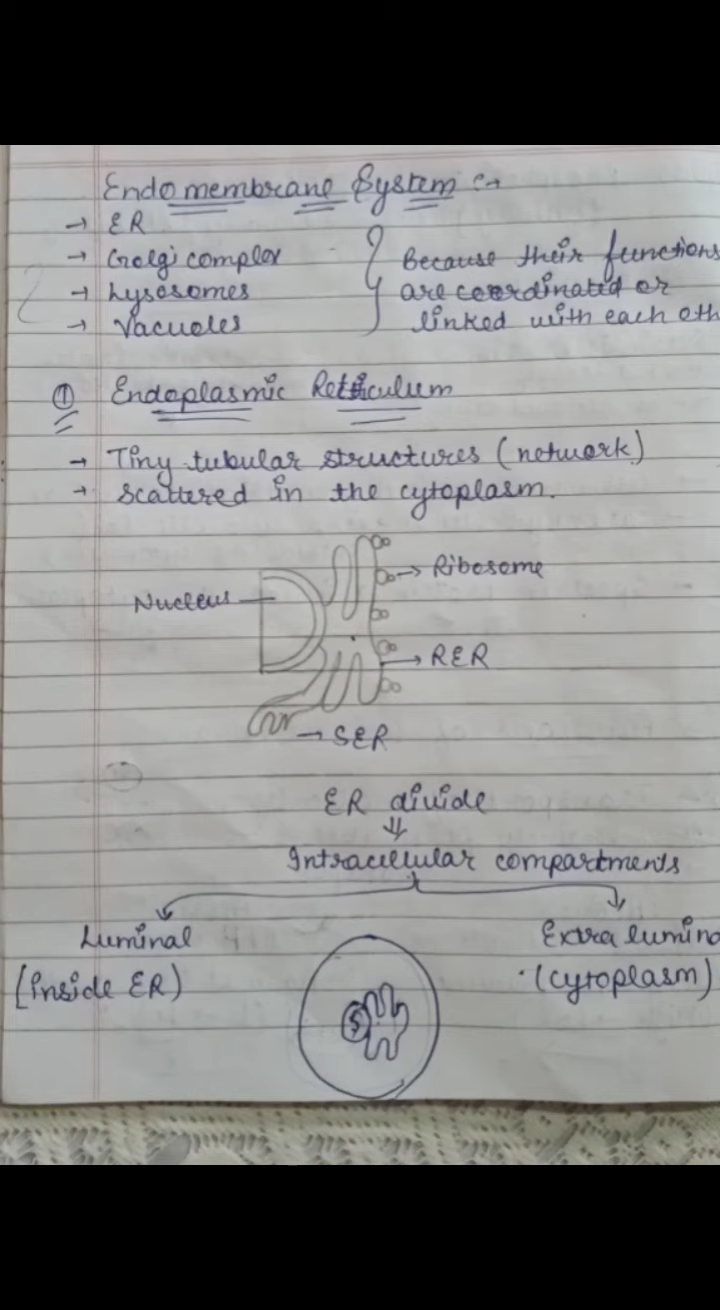 Endomembrane System :→
→ ER
→ Golgi complex
→ Lysosomes
→ Vacuoles
Because their functions
are coordinated or
linked with each oth
① Endoplasmic Reticulum
→ Tiny tubular structures (network)
→ Scattered in the cytoplasm.
Nucleus
→ Ribosome
→ RER
→ SER
ER divide
⇓
Intracellular compartments
Luminal
(inside ER)
Extra lumina
(cytoplasm)